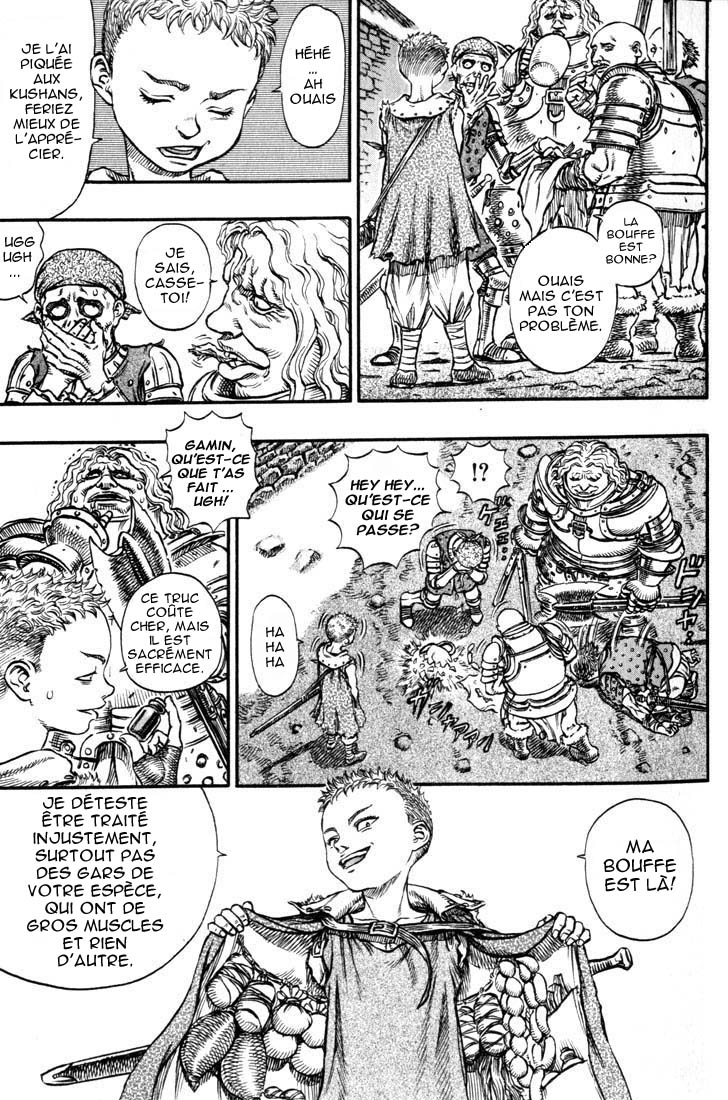 LA
BOUFFE
EST
BONNE?
OUAIS
MAIS C'EST
PAS TON
PROBLÈME.
HÉHÉ
...
AH
OUAIS
JE L'AI
PIQUÉE
AUX
KUSHANS,
FERIEZ
MIEUX DE
L'APPRÉ-
CIER.
JE
SAIS,
CASSE-
TOI!
UGG
UGH
...
!?
HEY HEY...
QU'EST-CE
QUI SE
PASSE?
HA
HA
HA
GAMIN,
QU'EST-CE
QUE T'AS
FAIT ...
UGH!
CE TRUC
COÛTE
CHER, MAIS
IL EST
SACRÉMENT
EFFICACE.
MA
BOUFFE
EST LÀ!
JE DÉTESTE
ÊTRE TRAITÉ
INJUSTEMENT,
SURTOUT PAS
DES GARS DE
VOTRE ESPÈCE,
QUI ONT DE
GROS MUSCLES
ET RIEN
D'AUTRE.